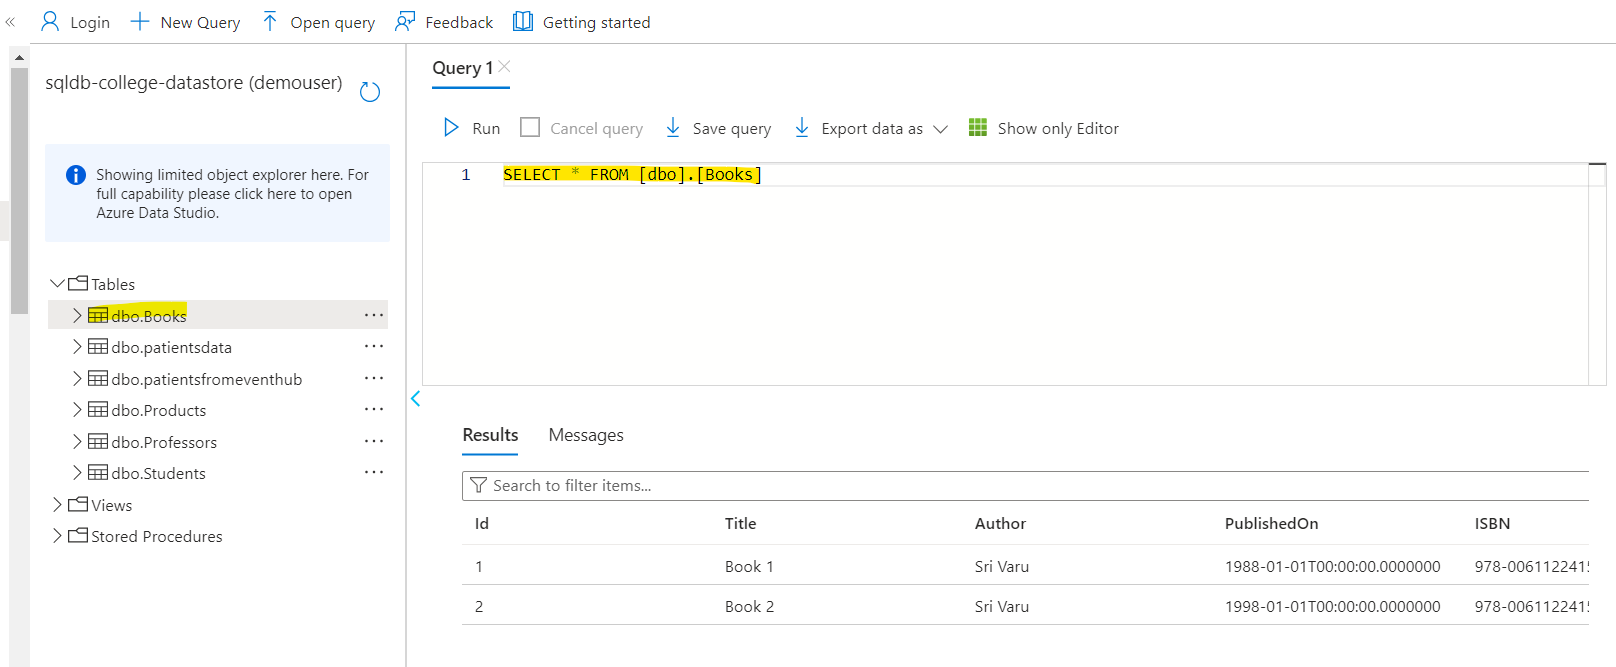 « Login New Query Open query Feedback Getting started
sqldb-college-datastore (demouser)
Showing limited object explorer here. For
full capability please click here to open
Azure Data Studio.
Tables
dbo.Books ...
dbo.patientsdata ...
dbo.patientsfromeventhub ...
dbo.Products ...
dbo.Professors ...
dbo.Students ...
Views
Stored Procedures
Query 1
Run Cancel query Save query Export data as Show only Editor
1 SELECT * FROM [dbo].[Books]
Results Messages
Search to filter items...
Id Title Author PublishedOn ISBN
1 Book 1 Sri Varu 1988-01-01T00:00:00.0000000 978-006112241
2 Book 2 Sri Varu 1998-01-01T00:00:00.0000000 978-006112241